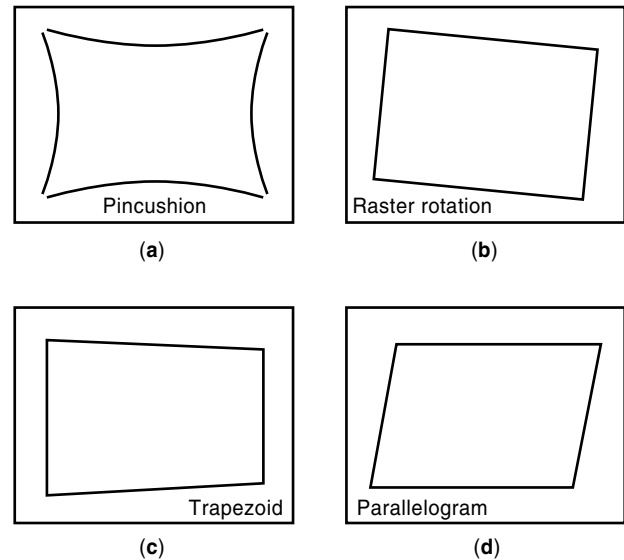 Pincushion
Raster rotation
(a)
(b)
Trapezoid
Parallelogram
(c)
(d)